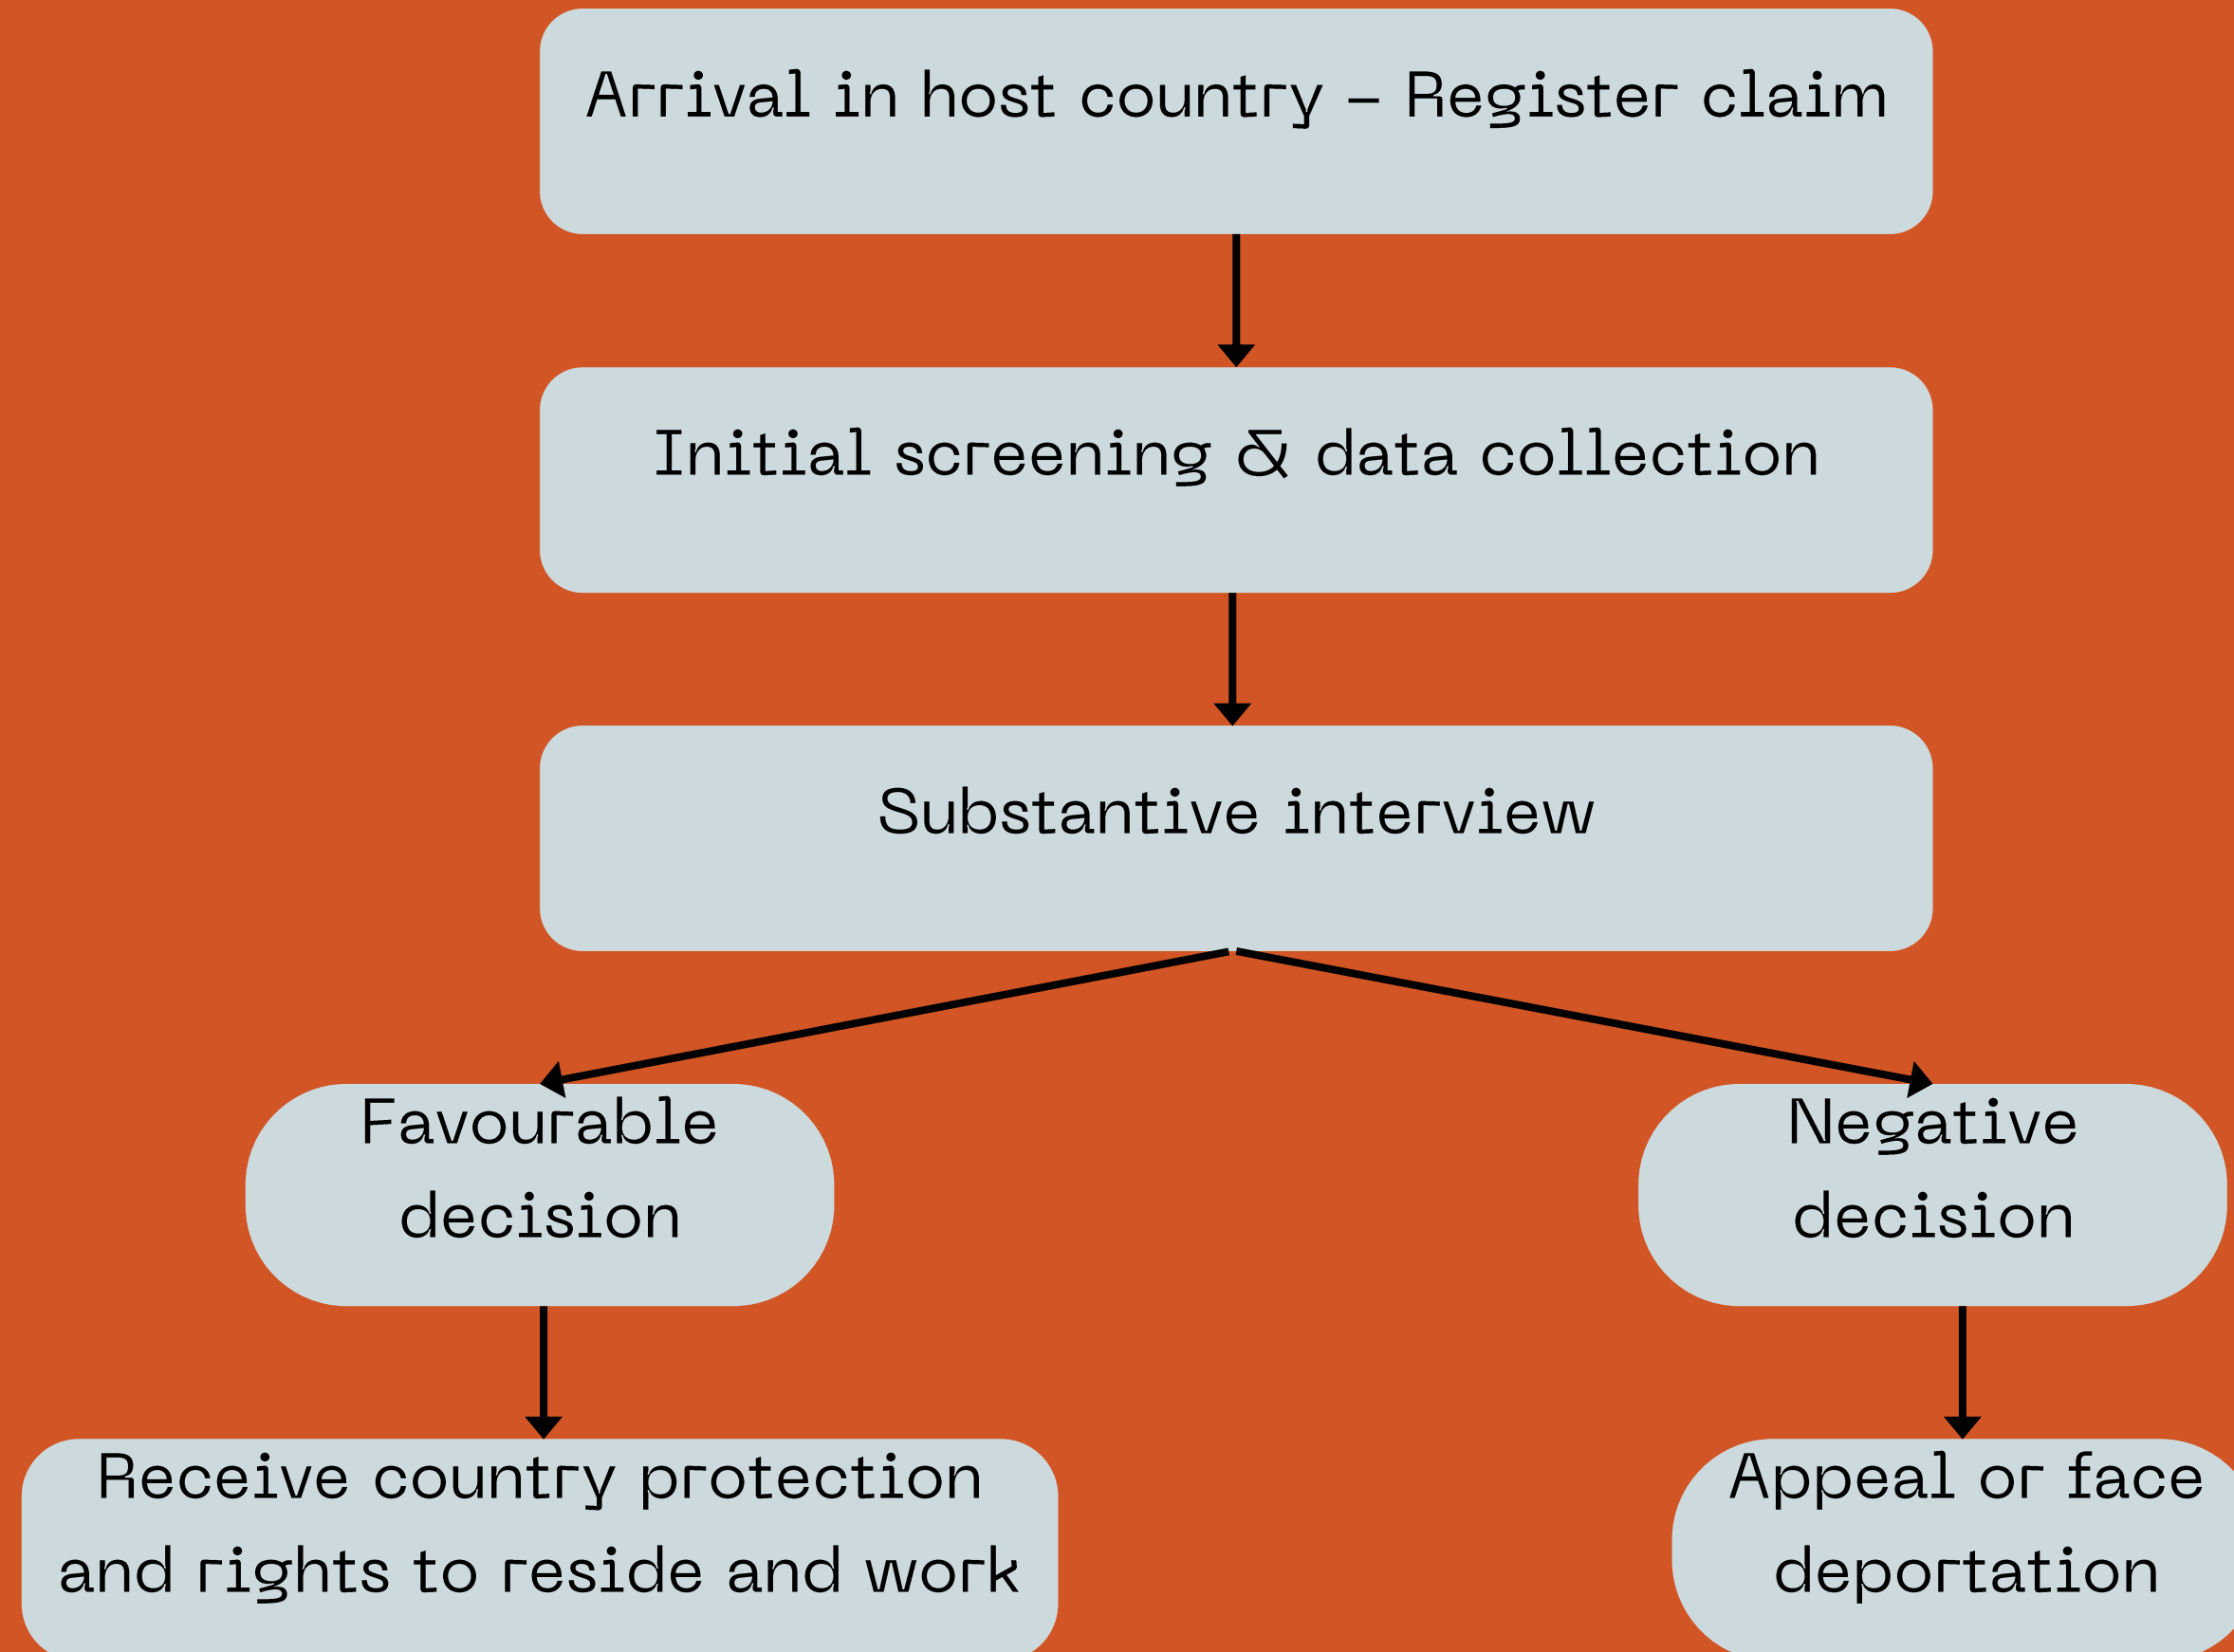 Arrival in host country – Register claim
Initial screening & data collection
Substantive interview
Favourable
decision
Negative
decision
Receive country protection
and rights to reside and work
Appeal or face
deportation